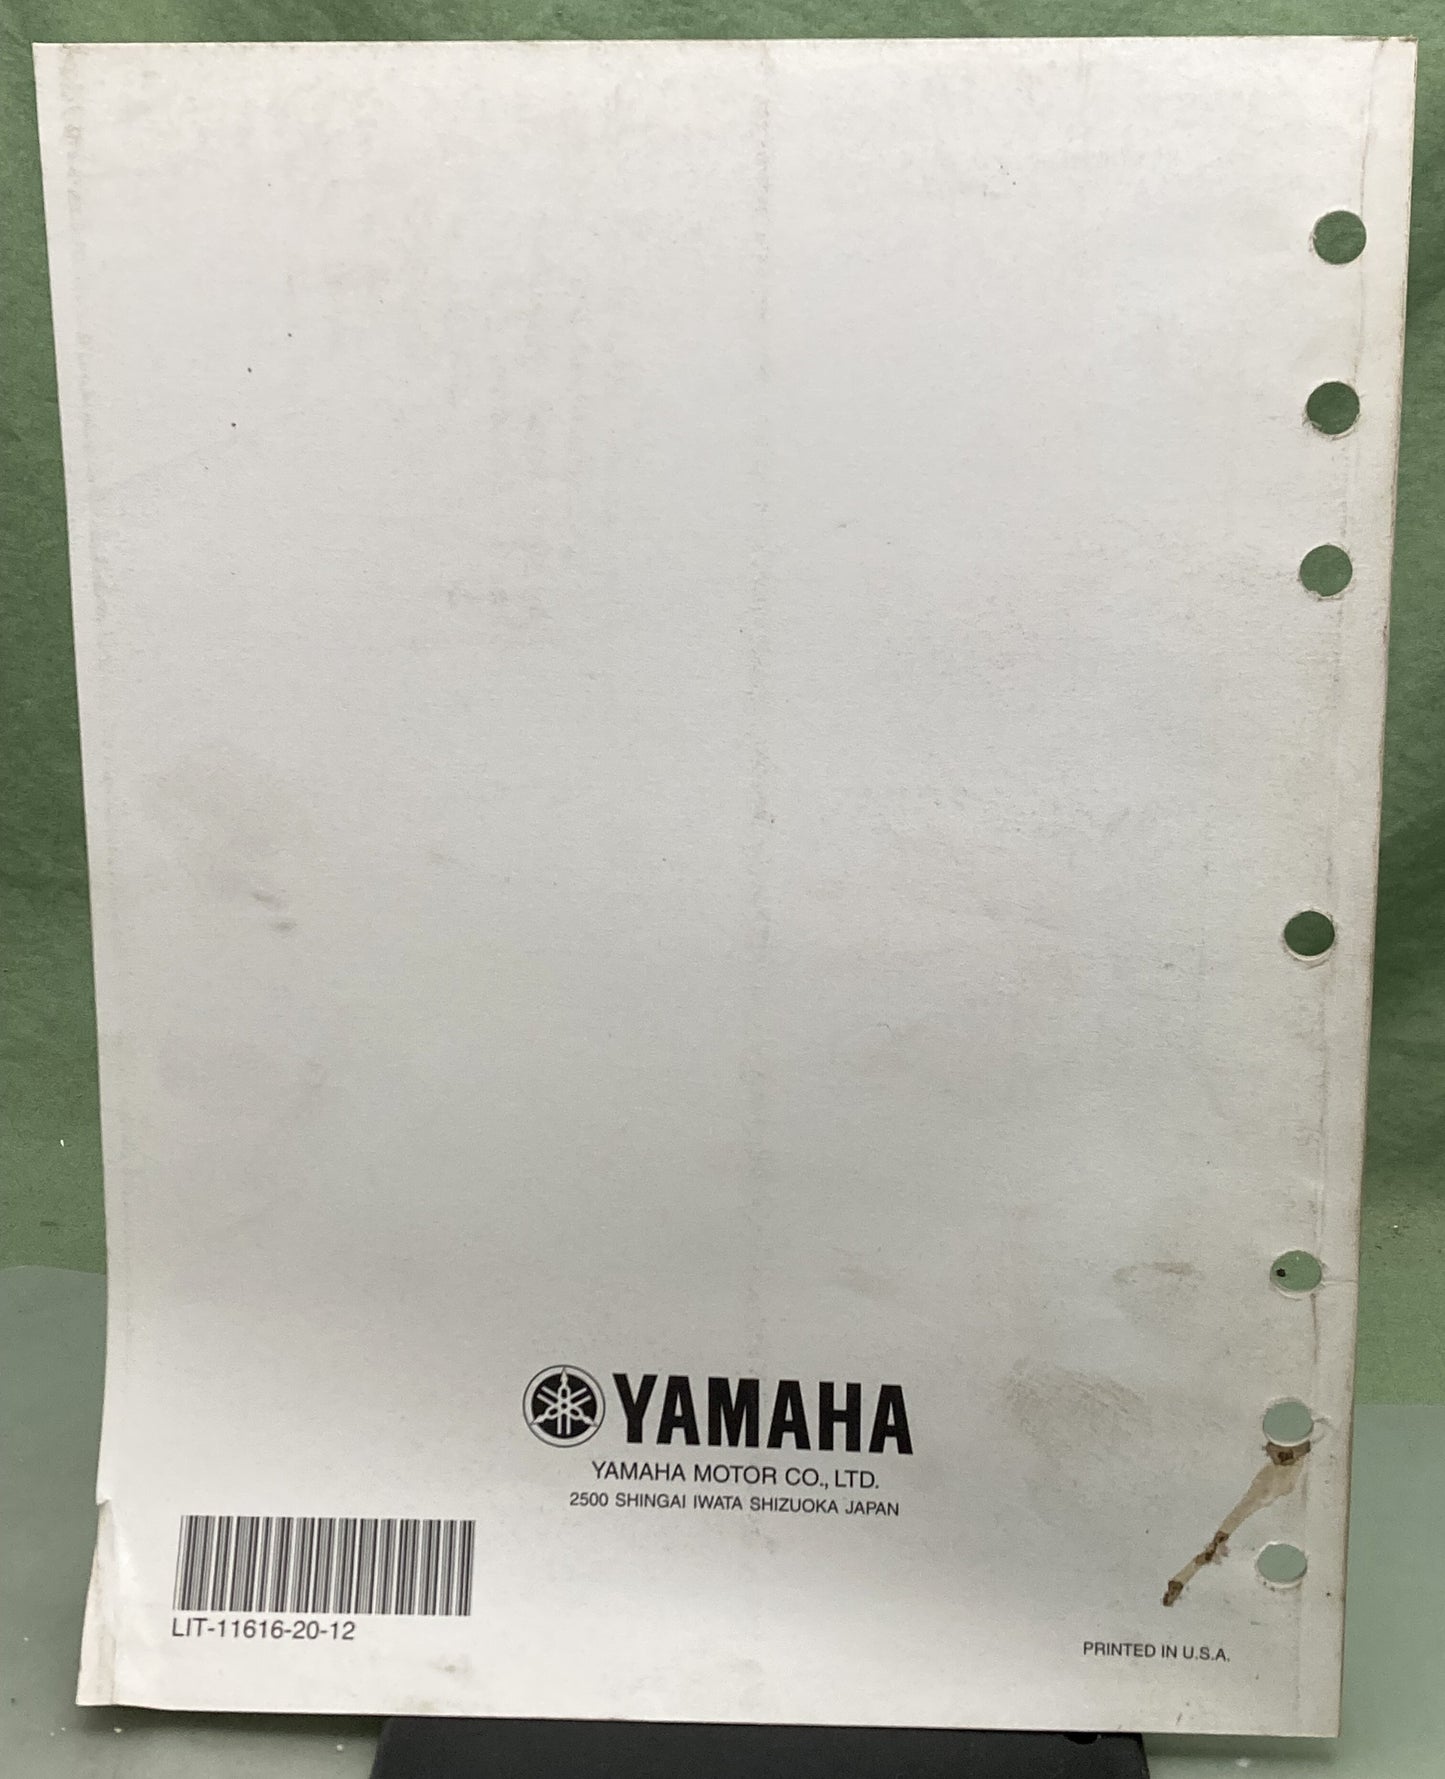 YAMAHA
YAMAHA MOTOR CO., LTD.
2500 SHINGAI IWATA SHIZUOKA JAPAN
LIT-11616-20-12
PRINTED IN U.S.A.